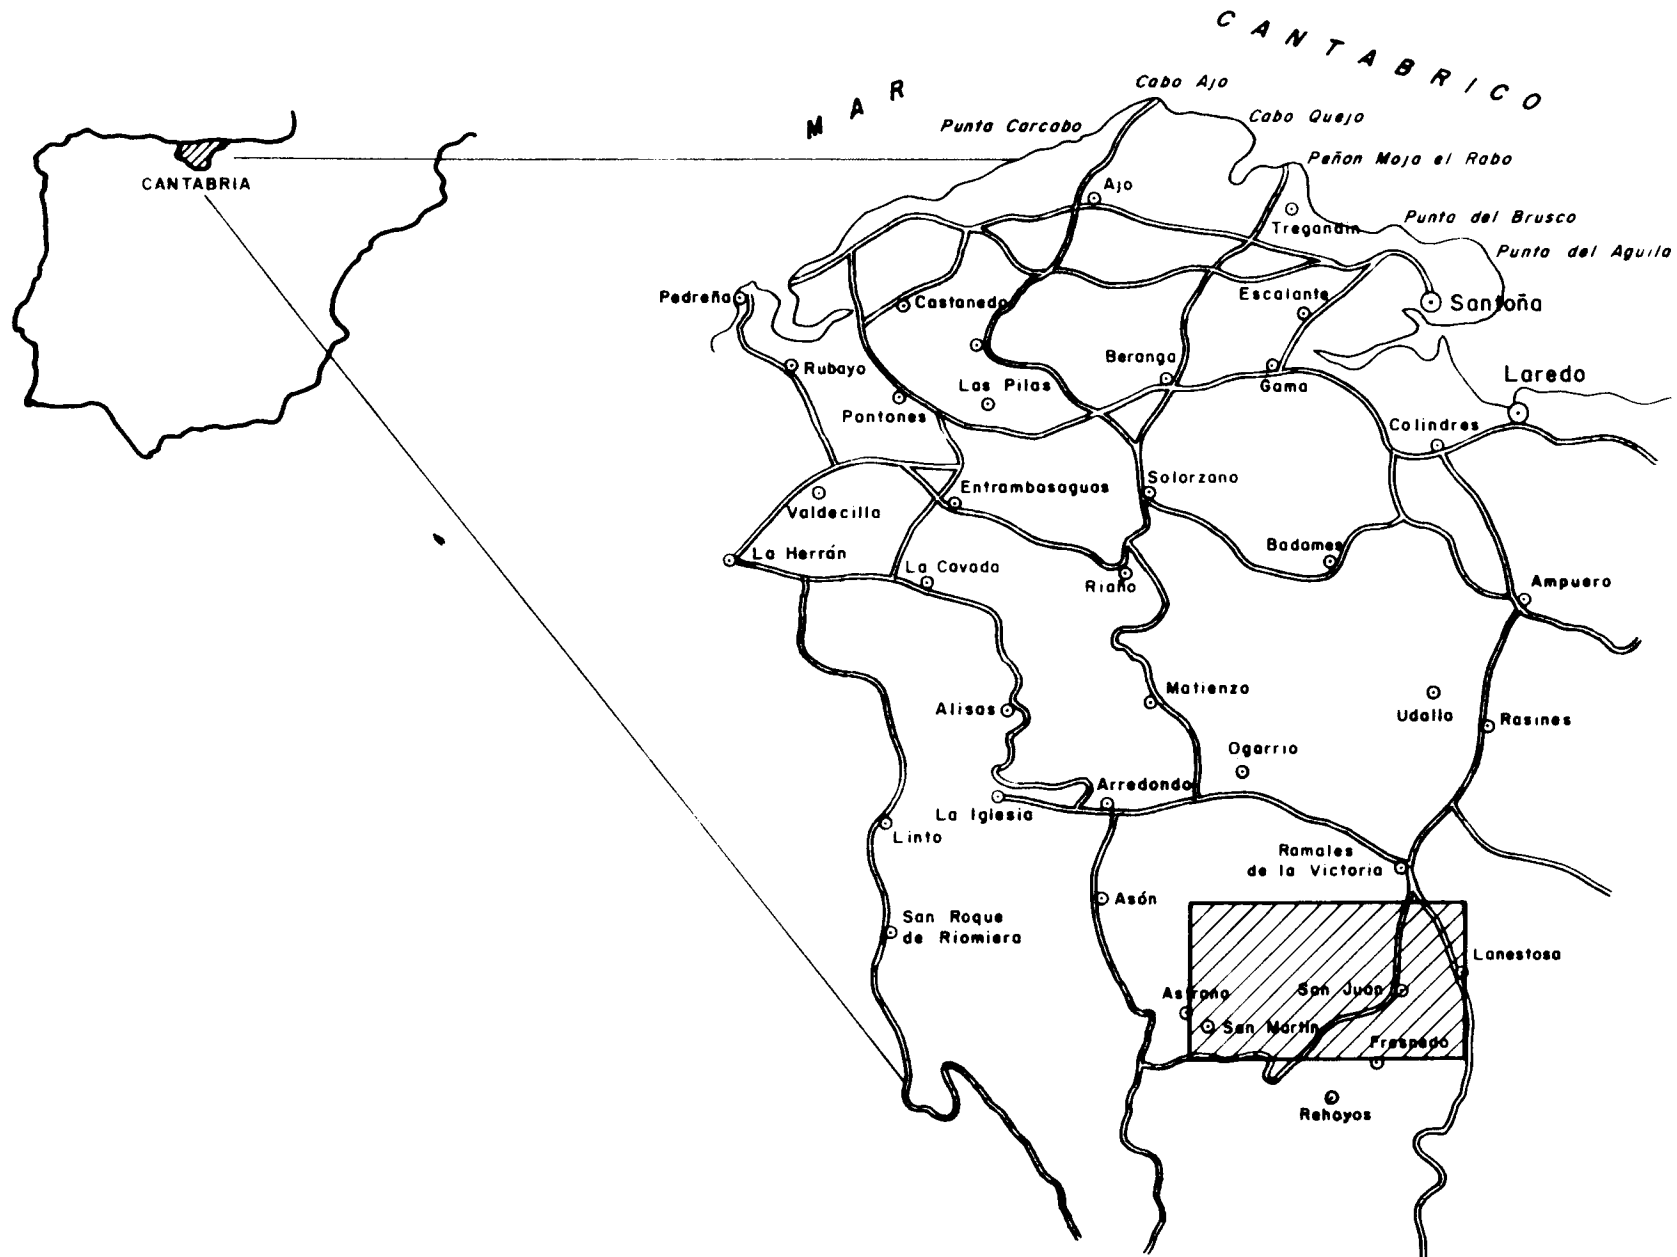 MAR CANTABRICO
Cabo Ajo
Punta Carcabo
Cabo Quejo
Peñon Moja el Rabo
CANTABRIA
Ajo
Punta del Brusco
Tregandin
Punta del Aguila
Pedreña
Castanedo
Escalante
Santoña
Rubayo
Beranga
Las Pilas
Gama
Laredo
Pontones
Colindres
Entrambasaguas
Solorzano
Valdecilla
La Herrán
La Cavada
Badames
Riaño
Ampuero
Matienzo
Alisas
Udalla
Rasines
Ogarrio
Arredondo
La Iglesia
Linto
Ramales
de la Victoria
Asón
San Roque
de Riomiera
Lanestosa
Astrana
San Juan
San Martin
Fresnedo
Rehoyos